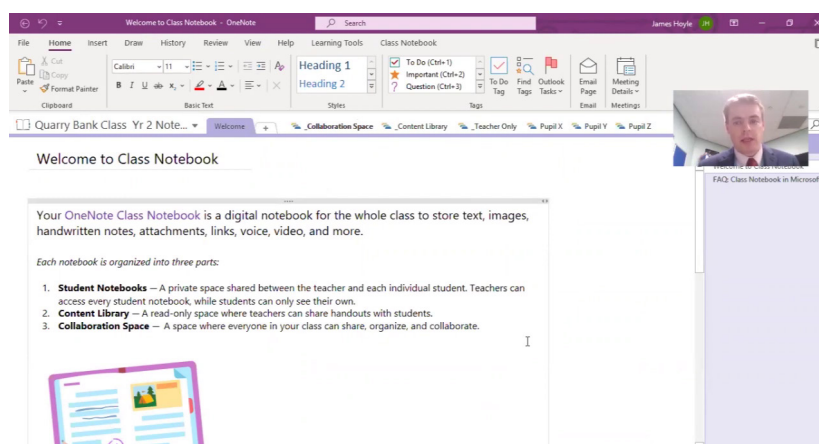 Welcome to Class Notebook - OneNote
Search
James Hoyle JH
File Home Insert Draw History Review View Help Learning Tools Class Notebook
Paste
Cut
Copy
Format Painter
Clipboard
Calibri 11
B I U ab x
Basic Text
Heading 1
Heading 2
Styles
To Do (Ctrl+1)
Important (Ctrl+2)
Question (Ctrl+3)
To Do Tag
Find Tags
Outlook Tasks
Tags
Email Page
Email
Meeting Details
Meetings
Quarry Bank Class Yr 2 Note... Welcome + _Collaboration Space _Content Library _Teacher Only Pupil X Pupil Y Pupil Z
Welcome to Class Notebook
Welcome to Class Notebook
FAQ: Class Notebook in Microsoft
Your OneNote Class Notebook is a digital notebook for the whole class to store text, images,
handwritten notes, attachments, links, voice, video, and more.
Each notebook is organized into three parts:
1. Student Notebooks — A private space shared between the teacher and each individual student. Teachers can
access every student notebook, while students can only see their own.
2. Content Library — A read-only space where teachers can share handouts with students.
3. Collaboration Space — A space where everyone in your class can share, organize, and collaborate.